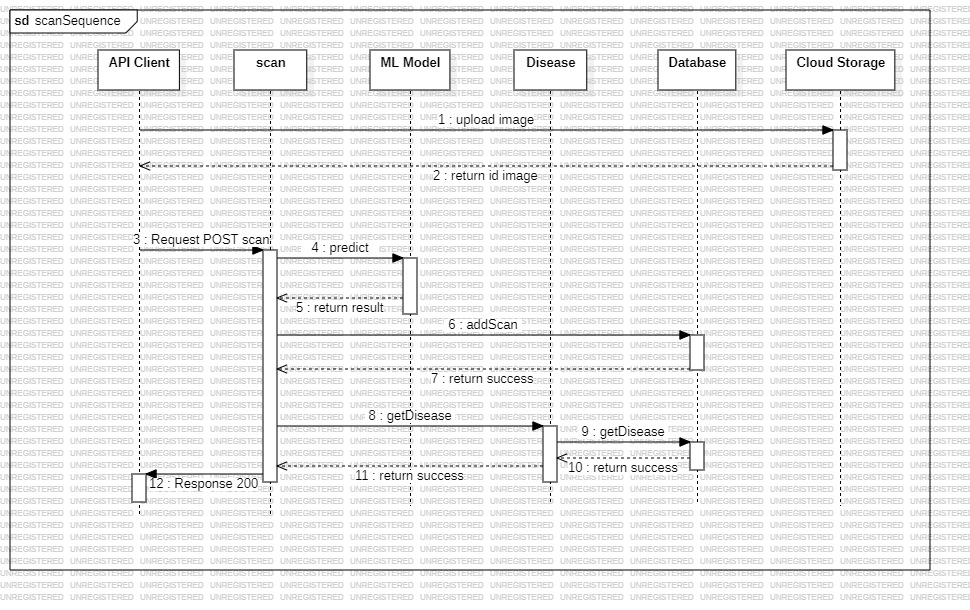 sd scanSequence
API Client
scan
ML Model
Disease
Database
Cloud Storage
1 : upload image
2 : return id image
3 : Request POST scan
4 : predict
5 : return result
6 : addScan
7 : return success
8 : getDisease
9 : getDisease
10 : return success
11 : return success
12 : Response 200
UNREGISTERED